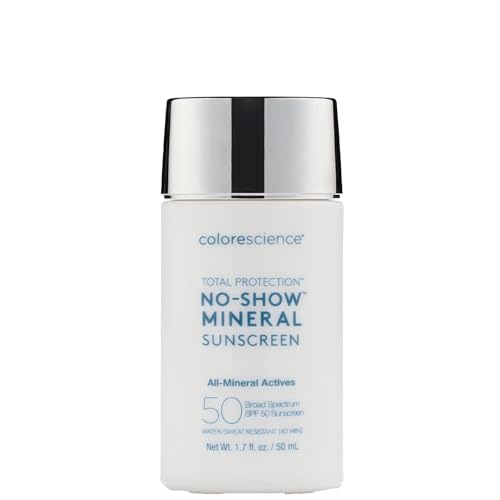 colorescience®
TOTAL PROTECTION™
NO-SHOW™
MINERAL
SUNSCREEN
All-Mineral Actives
50 Broad Spectrum
SPF 50 Sunscreen
WATER/SWEAT RESISTANT (40 MIN)
Net Wt. 1.7 fl. oz. / 50 mL